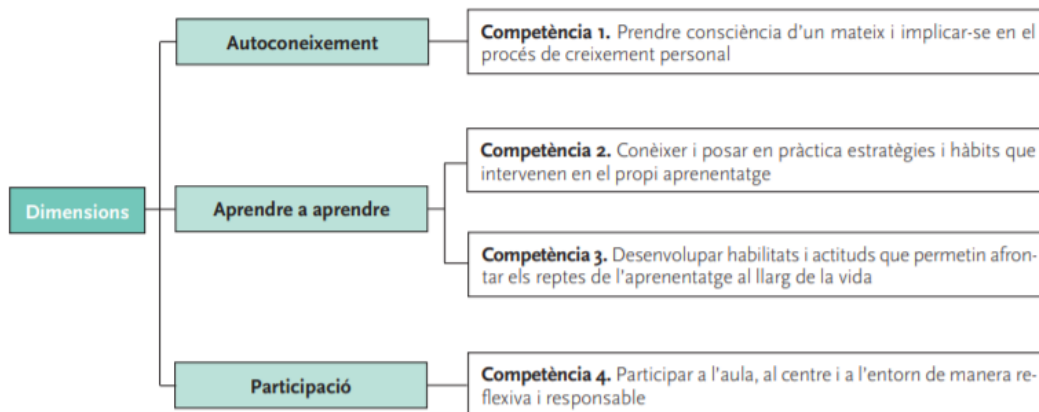 Dimensions
Autoconeixement
Competència 1. Prendre consciència d'un mateix i implicar-se en el
procés de creixement personal
Aprendre a aprendre
Competència 2. Conèixer i posar en pràctica estratègies i hàbits que
intervenen en el propi aprenentatge
Competència 3. Desenvolupar habilitats i actituds que permetin afron-
tar els reptes de l'aprenentatge al llarg de la vida
Participació
Competència 4. Participar a l'aula, al centre i a l'entorn de manera re-
flexiva i responsable